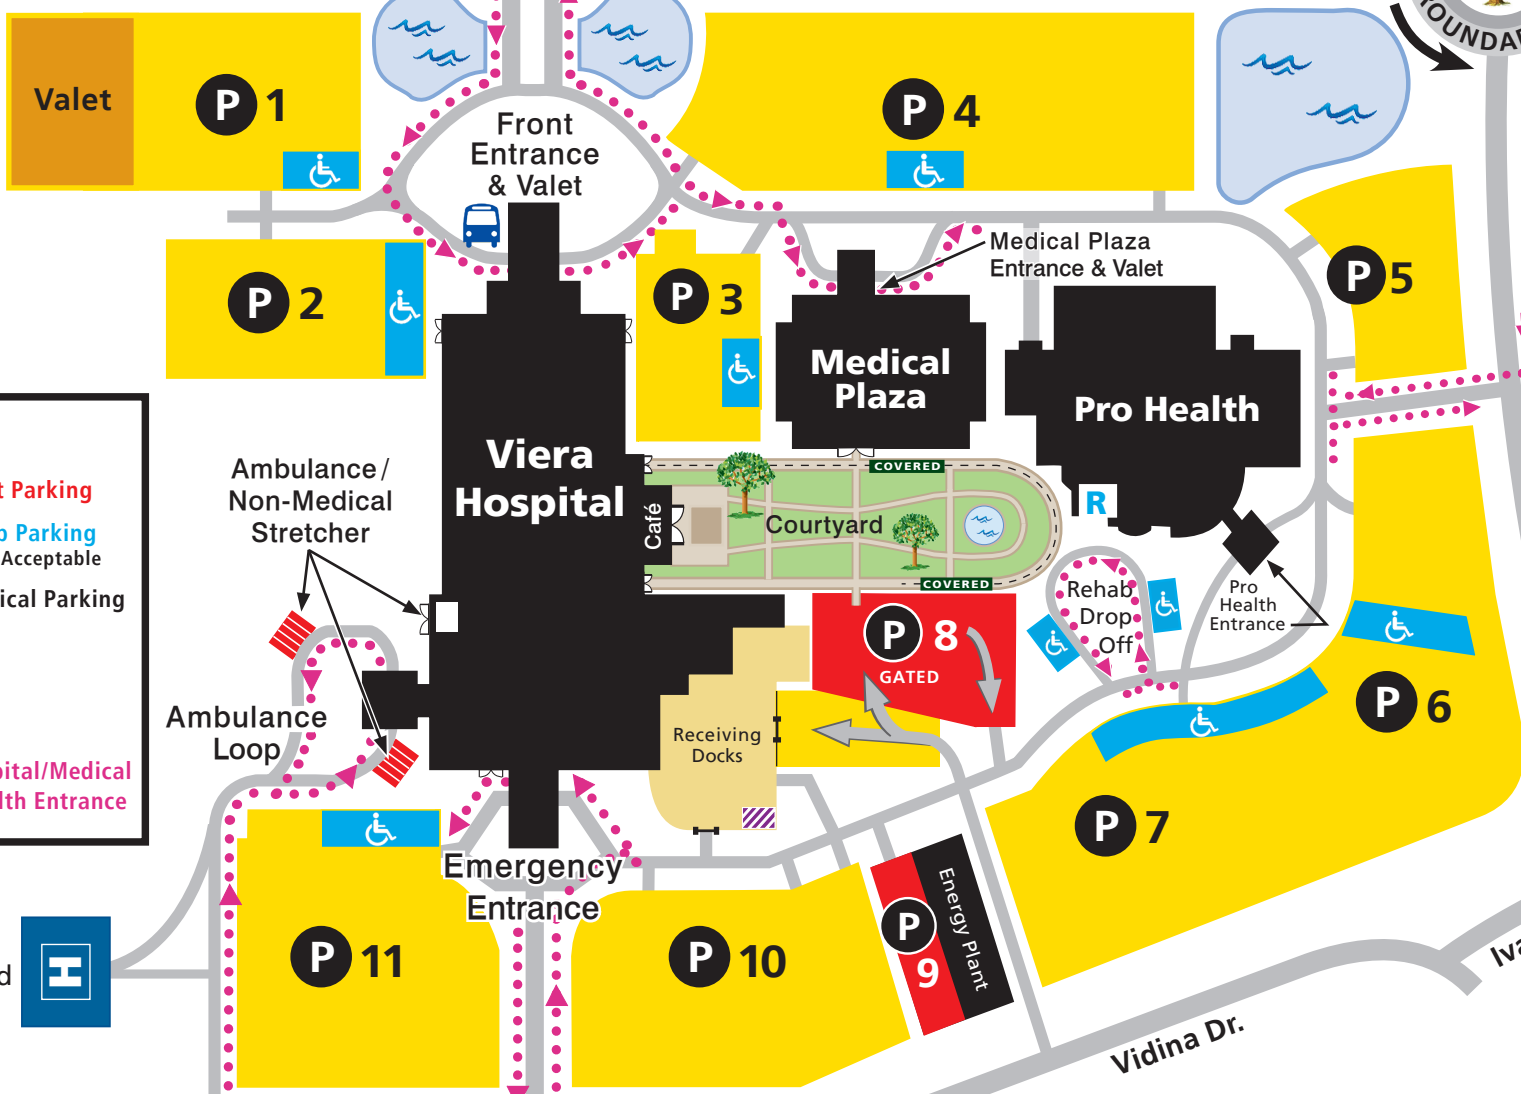 Valet
P 1
Front
Entrance
& Valet
P 4
OUNDA
P 2
P 3
Medical Plaza
Entrance & Valet
P 5
Medical
Plaza
Pro Health
Viera
Hospital
Ambulance/
Non-Medical
Stretcher
Parking
Parking
Acceptable
ical Parking
COVERED
Café
Courtyard
R
COVERED
Rehab
Drop
Off
Pro
Health
Entrance
P 8
GATED
P 6
Ambulance
Loop
Receiving
Docks
pital/Medical
lth Entrance
P 7
Emergency
Entrance
P 11
P 10
P
9
Energy Plant
d
H
Iva
Vidina Dr.